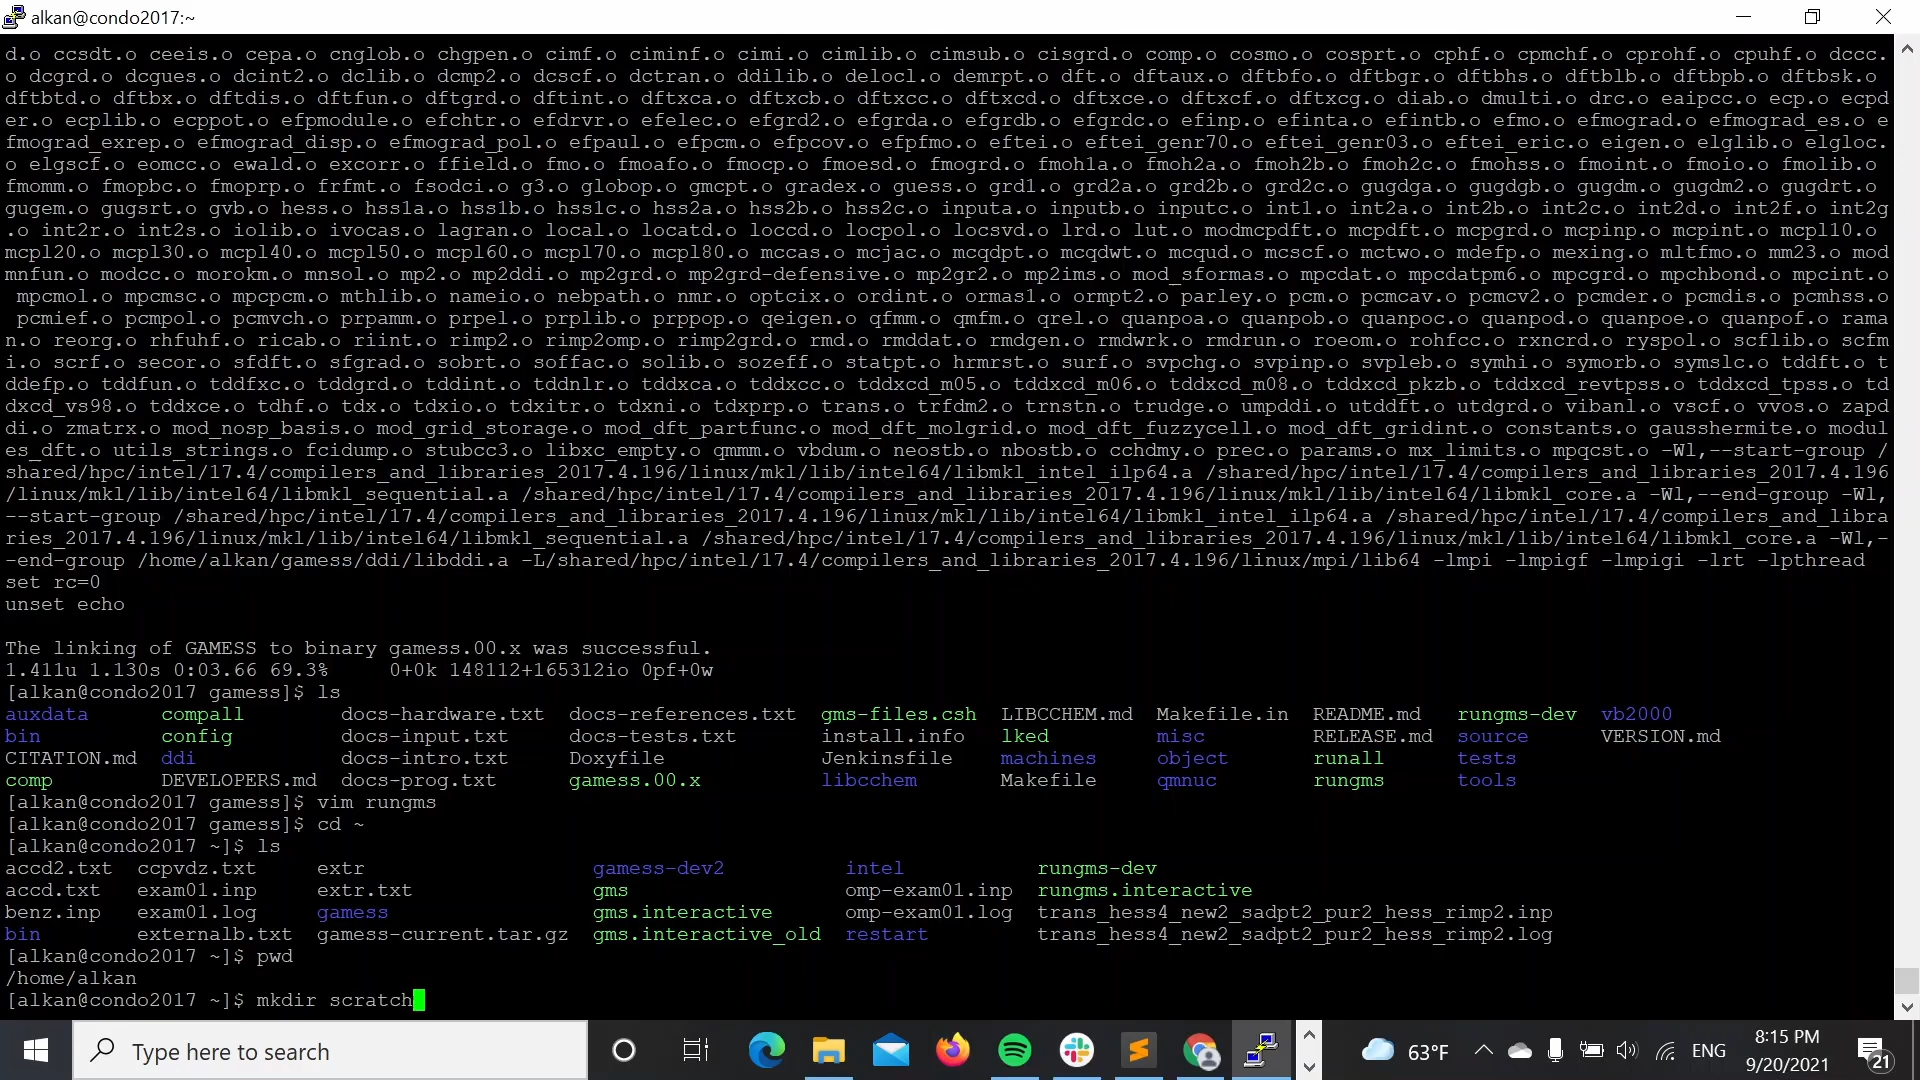 alkan@condo2017:~
d.o ccsdt.o ceeis.o cepa.o cnglob.o chgpen.o cimf.o ciminf.o cimi.o cimlib.o cimsub.o cisgrd.o comp.o cosmo.o cosprt.o cphf.o cpmchf.o cprohf.o cpuhf.o dccc.
o dcgrd.o dcgues.o dcint2.o dclib.o dcmp2.o dcscf.o dctran.o ddilib.o delocl.o demrpt.o dft.o dftaux.o dftbfo.o dftbgr.o dftbhs.o dftblb.o dftbpb.o dftbsk.o
dftbtd.o dftbx.o dftdis.o dftfun.o dftgrd.o dftint.o dftxca.o dftxcb.o dftxcc.o dftxcd.o dftxce.o dftxcf.o dftxcg.o diab.o dmulti.o drc.o eaipcc.o ecp.o ecpd
er.o ecplib.o ecppot.o efpmodule.o efchtr.o efdrvr.o efelec.o efgrd2.o efgrda.o efgrdb.o efgrdc.o efinp.o efinta.o efintb.o efmo.o efmograd.o efmograd_es.o e
fmograd_exrep.o efmograd_disp.o efmograd_pol.o efpaul.o efpcm.o efpcov.o efpfmo.o eftei.o eftei_genr70.o eftei_genr03.o eftei_eric.o eigen.o elglib.o elgloc.
o elgscf.o eomcc.o ewald.o excorr.o ffield.o fmo.o fmoafo.o fmocp.o fmoesd.o fmogrd.o fmoh1a.o fmoh2a.o fmoh2b.o fmoh2c.o fmohss.o fmoint.o fmoio.o fmolib.o
fmomm.o fmopbc.o fmoprp.o frfmt.o fsodci.o g3.o globop.o gmcpt.o gradex.o guess.o grd1.o grd2a.o grd2b.o grd2c.o gugdga.o gugdgb.o gugdm.o gugdm2.o gugdrt.o
gugem.o gugsrt.o gvb.o hess.o hss1a.o hss1b.o hss1c.o hss2a.o hss2b.o hss2c.o inputa.o inputb.o inputc.o int1.o int2a.o int2b.o int2c.o int2d.o int2f.o int2g
.o int2r.o int2s.o iolib.o ivocas.o lagran.o local.o locatd.o loccd.o locpol.o locsvd.o lrd.o lut.o modmcpdft.o mcpdft.o mcpgrd.o mcpinp.o mcpint.o mcpl10.o
mcpl20.o mcpl30.o mcpl40.o mcpl50.o mcpl60.o mcpl70.o mcpl80.o mccas.o mcjac.o mcqdpt.o mcqdwt.o mcqud.o mcscf.o mctwo.o mdefp.o mexing.o mltfmo.o mm23.o mod
mnfun.o modcc.o morokm.o mnsol.o mp2.o mp2ddi.o mp2grd.o mp2grd-defensive.o mp2gr2.o mp2ims.o mod_sformas.o mpcdat.o mpcdatpm6.o mpcgrd.o mpchbond.o mpcint.o
mpcmol.o mpcmsc.o mpcpcm.o mthlib.o nameio.o nebpath.o nmr.o optcix.o ordint.o ormas1.o ormpt2.o parley.o pcm.o pcmcav.o pcmcv2.o pcmder.o pcmdis.o pcmhss.o
pcmief.o pcmpol.o pcmvch.o prpamm.o prpel.o prplib.o prppop.o qeigen.o qfmm.o qmfm.o qrel.o quanpoa.o quanpob.o quanpoc.o quanpod.o quanpoe.o quanpof.o rama
n.o reorg.o rhfuhf.o ricab.o riint.o rimp2.o rimp2omp.o rimp2grd.o rmd.o rmddat.o rmdgen.o rmdwrk.o rmdrun.o roeom.o rohfcc.o rxncrd.o ryspol.o scflib.o scfm
i.o scrf.o secor.o sfdft.o sfgrad.o sobrt.o soffac.o solib.o sozeff.o statpt.o hrmrst.o surf.o svpchg.o svpinp.o svpleb.o symhi.o symorb.o symslc.o tddft.o t
ddefp.o tddfun.o tddfxc.o tddgrd.o tddint.o tddnlr.o tddxca.o tddxcc.o tddxcd.o tddxcd_m05.o tddxcd_m06.o tddxcd_m08.o tddxcd_pkzb.o tddxcd_revtpss.o tddxcd_tpss.o td
dxcd_vs98.o tddxce.o tdhf.o tdx.o tdxio.o tdxitr.o tdxni.o tdxprp.o trans.o trfdm2.o trnstn.o trudge.o umpddi.o utddft.o utdgrd.o vibanl.o vscf.o vvos.o zapd
di.o zmatrx.o mod_nosp_basis.o mod_grid_storage.o mod_dft_partfunc.o mod_dft_molgrid.o mod_dft_fuzzycell.o mod_dft_gridint.o constants.o gausshermite.o modul
es_dft.o utils_strings.o fcidump.o stubcc3.o libxc_empty.o qmmm.o vbdum.o neostb.o nbostb.o cchdmy.o prec.o params.o mx_limits.o mpqcst.o -Wl,--start-group /
shared/hpc/intel/17.4/compilers_and_libraries_2017.4.196/linux/mkl/lib/intel64/libmkl_intel_ilp64.a /shared/hpc/intel/17.4/compilers_and_libraries_2017.4.196
/linux/mkl/lib/intel64/libmkl_sequential.a /shared/hpc/intel/17.4/compilers_and_libraries_2017.4.196/linux/mkl/lib/intel64/libmkl_core.a -Wl,--end-group -Wl,
--start-group /shared/hpc/intel/17.4/compilers_and_libraries_2017.4.196/linux/mkl/lib/intel64/libmkl_intel_ilp64.a /shared/hpc/intel/17.4/compilers_and_libra
ries_2017.4.196/linux/mkl/lib/intel64/libmkl_sequential.a /shared/hpc/intel/17.4/compilers_and_libraries_2017.4.196/linux/mkl/lib/intel64/libmkl_core.a -Wl,-
-end-group /home/alkan/gamess/ddi/libddi.a -L/shared/hpc/intel/17.4/compilers_and_libraries_2017.4.196/linux/mpi/lib64 -lmpi -lmpigf -lmpigi -lrt -lpthread
set rc=0
unset echo
The linking of GAMESS to binary gamess.00.x was successful.
1.411u 1.130s 0:03.66 69.3% 0+0k 148112+165312io 0pf+0w
[alkan@condo2017 gamess]$ ls
auxdata compall docs-hardware.txt docs-references.txt gms-files.csh LIBCCHEM.md Makefile.in README.md rungms-dev vb2000
bin config docs-input.txt docs-tests.txt install.info lked misc RELEASE.md source VERSION.md
CITATION.md ddi docs-intro.txt Doxyfile Jenkinsfile machines object runall tests
comp DEVELOPERS.md docs-prog.txt gamess.00.x libcchem Makefile qmnuc rungms tools
[alkan@condo2017 gamess]$ vim rungms
[alkan@condo2017 gamess]$ cd ~
[alkan@condo2017 ~]$ ls
accd2.txt ccpvdz.txt extr gamess-dev2 intel rungms-dev
accd.txt exam01.inp extr.txt gms omp-exam01.inp rungms.interactive
benz.inp exam01.log gamess gms.interactive omp-exam01.log trans_hess4_new2_sadpt2_pur2_hess_rimp2.inp
bin externalb.txt gamess-current.tar.gz gms.interactive_old restart trans_hess4_new2_sadpt2_pur2_hess_rimp2.log
[alkan@condo2017 ~]$ pwd
/home/alkan
[alkan@condo2017 ~]$ mkdir scratch
Type here to search
63°F
ENG
8:15 PM
9/20/2021
21